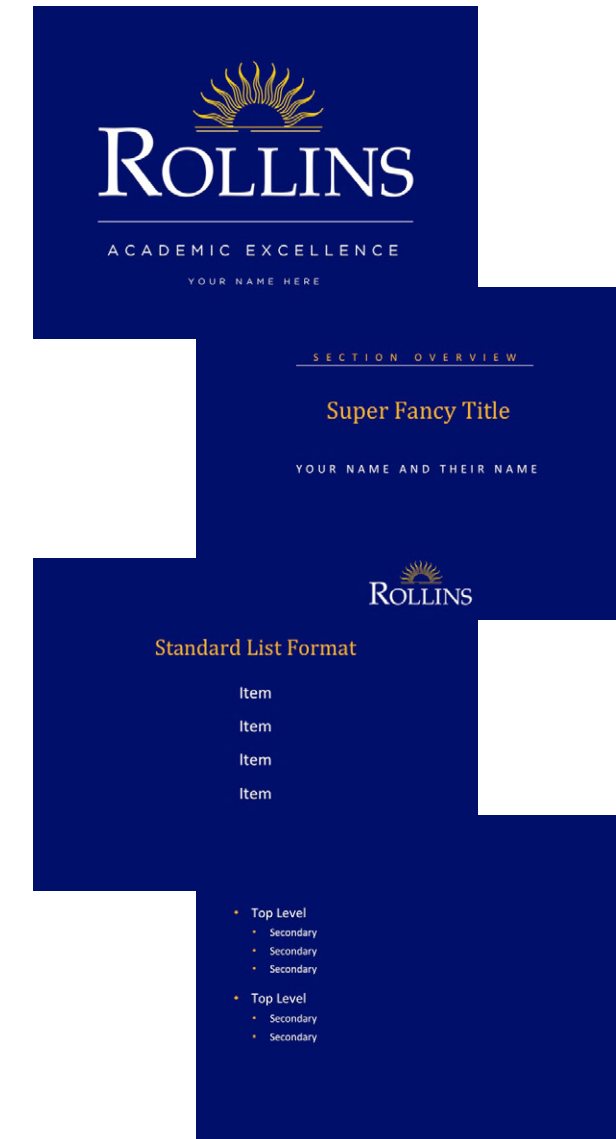 ROLLINS
ACADEMIC EXCELLENCE
YOUR NAME HERE
SECTION OVERVIEW
Super Fancy Title
YOUR NAME AND THEIR NAME
ROLLINS
Standard List Format
Item
Item
Item
Item
• Top Level
• Secondary
• Secondary
• Secondary
• Top Level
• Secondary
• Secondary